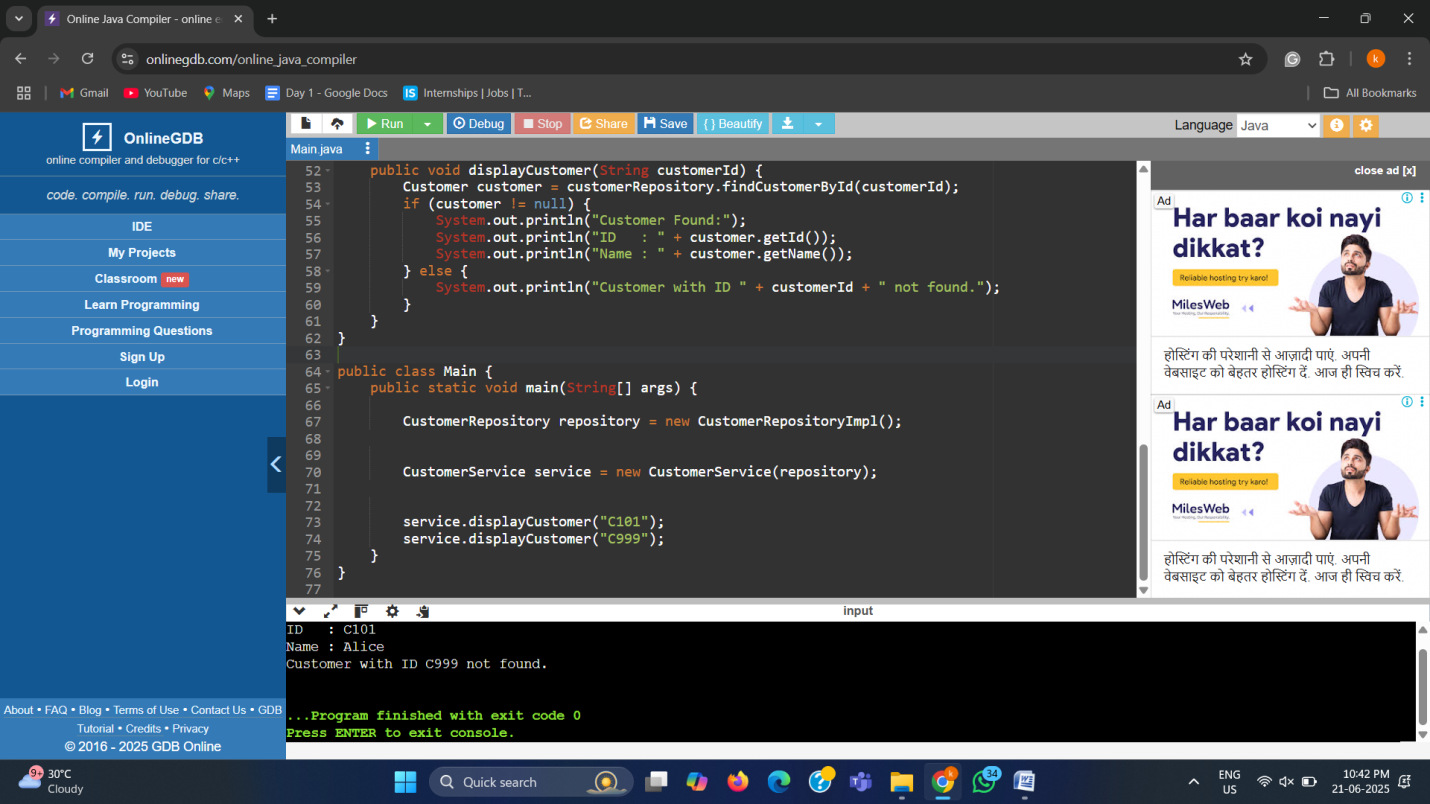 Online Java Compiler - online e
onlinegdb.com/online_java_compiler
k
Gmail
YouTube
Maps
Day 1 - Google Docs
IS
Internships | Jobs | T...
All Bookmarks
OnlineGDB
online compiler and debugger for c/c++
code. compile. run. debug. share.
IDE
My Projects
Classroom new
Learn Programming
Programming Questions
Sign Up
Login
About • FAQ • Blog • Terms of Use • Contact Us • GDB
Tutorial • Credits • Privacy
© 2016 - 2025 GDB Online
Run
Debug
Stop
Share
Save
{ } Beautify
Language Java
Main.java
52 public void displayCustomer(String customerId) {
53 Customer customer = customerRepository.findCustomerById(customerId);
54 if (customer != null) {
55 System.out.println("Customer Found:");
56 System.out.println("ID   : " + customer.getId());
57 System.out.println("Name : " + customer.getName());
58 } else {
59 System.out.println("Customer with ID " + customerId + " not found.");
60 }
61 }
62 }
63
64 public class Main {
65 public static void main(String[] args) {
66
67 CustomerRepository repository = new CustomerRepositoryImpl();
68
69
70 CustomerService service = new CustomerService(repository);
71
72
73 service.displayCustomer("C101");
74 service.displayCustomer("C999");
75 }
76 }
77
input
ID   : C101
Name : Alice
Customer with ID C999 not found.
...Program finished with exit code 0
Press ENTER to exit console.
close ad [x]
Ad
Har baar koi nayi
dikkat?
Reliable hosting try karo!
MilesWeb
Your Hosting, Our Responsibility.
होस्टिंग की परेशानी से आज़ादी पाएं. अपनी
वेबसाइट को बेहतर होस्टिंग दें. आज ही स्विच करें.
Ad
Har baar koi nayi
dikkat?
Reliable hosting try karo!
MilesWeb
Your Hosting, Our Responsibility.
होस्टिंग की परेशानी से आज़ादी पाएं. अपनी
वेबसाइट को बेहतर होस्टिंग दें. आज ही स्विच करें.
9+
30°C
Cloudy
Quick search
k
34
ENG
US
10:42 PM
21-06-2025